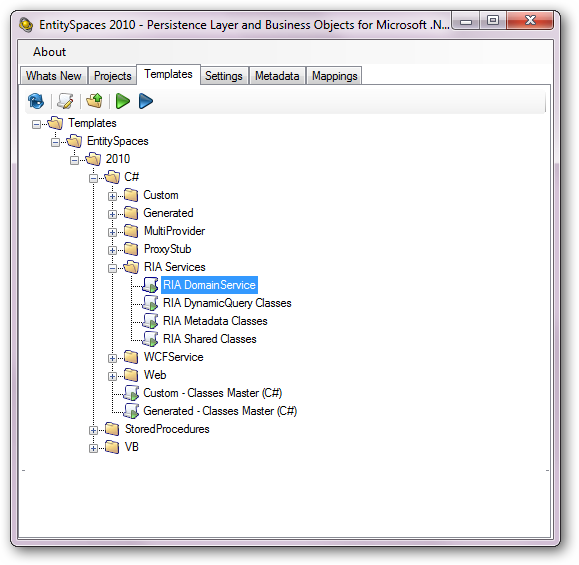 EntitySpaces 2010 - Persistence Layer and Business Objects for Microsoft .N...
About
Whats New Projects Templates Settings Metadata Mappings
Templates
EntitySpaces
2010
C#
Custom
Generated
MultiProvider
ProxyStub
RIA Services
RIA DomainService
RIA DynamicQuery Classes
RIA Metadata Classes
RIA Shared Classes
WCFService
Web
Custom - Classes Master (C#)
Generated - Classes Master (C#)
StoredProcedures
VB